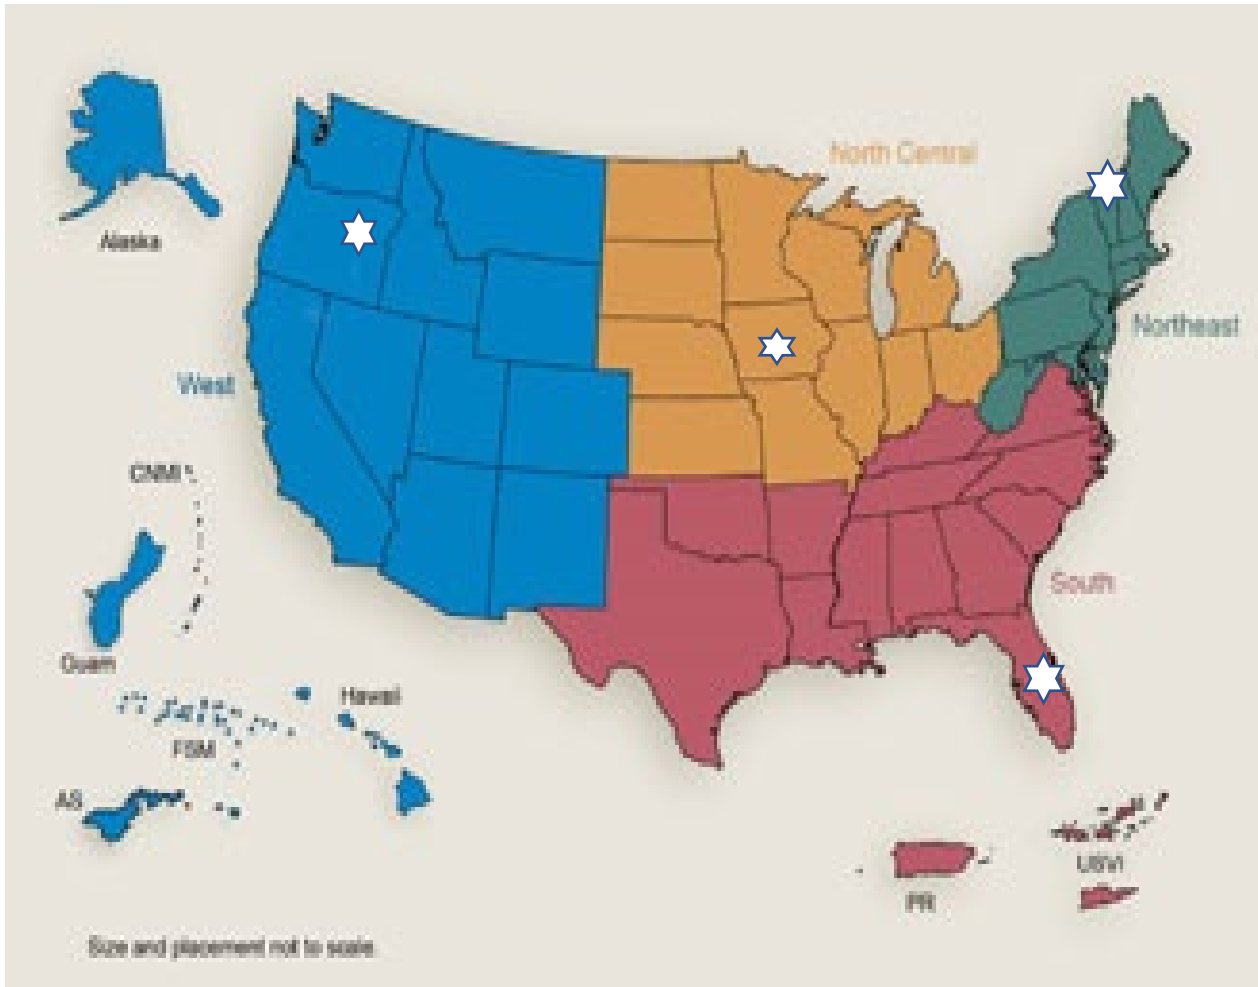 North Central
Alaska
Northeast
West
CNMI
South
Guam
Hawaii
FSM
AS
USVI
PR
Size and placement not to scale.